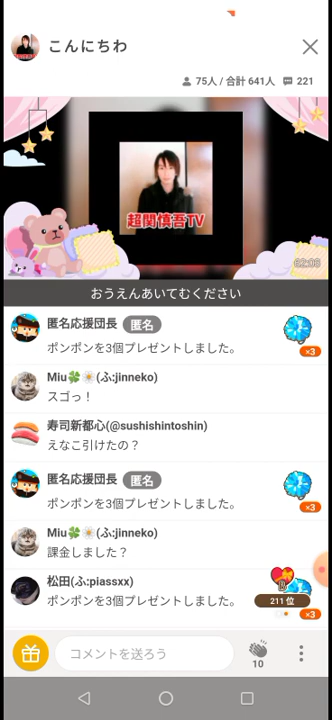 こんにちわ
75人 / 合計 641人 221
超関慎吾TV
62:00
おうえんあいてむください
匿名応援団長 匿名
ポンポンを3個プレゼントしました。
×3
Miu🍀🌼(ふ:jinneko)
スゴっ！
寿司新都心(@sushishintoshin)
えなこ引けたの？
匿名応援団長 匿名
ポンポンを3個プレゼントしました。
×3
Miu🍀🌼(ふ:jinneko)
課金しました？
松田(ふ:piassxx)
ポンポンを3個プレゼントしました。
211 位
×3
コメントを送ろう
10